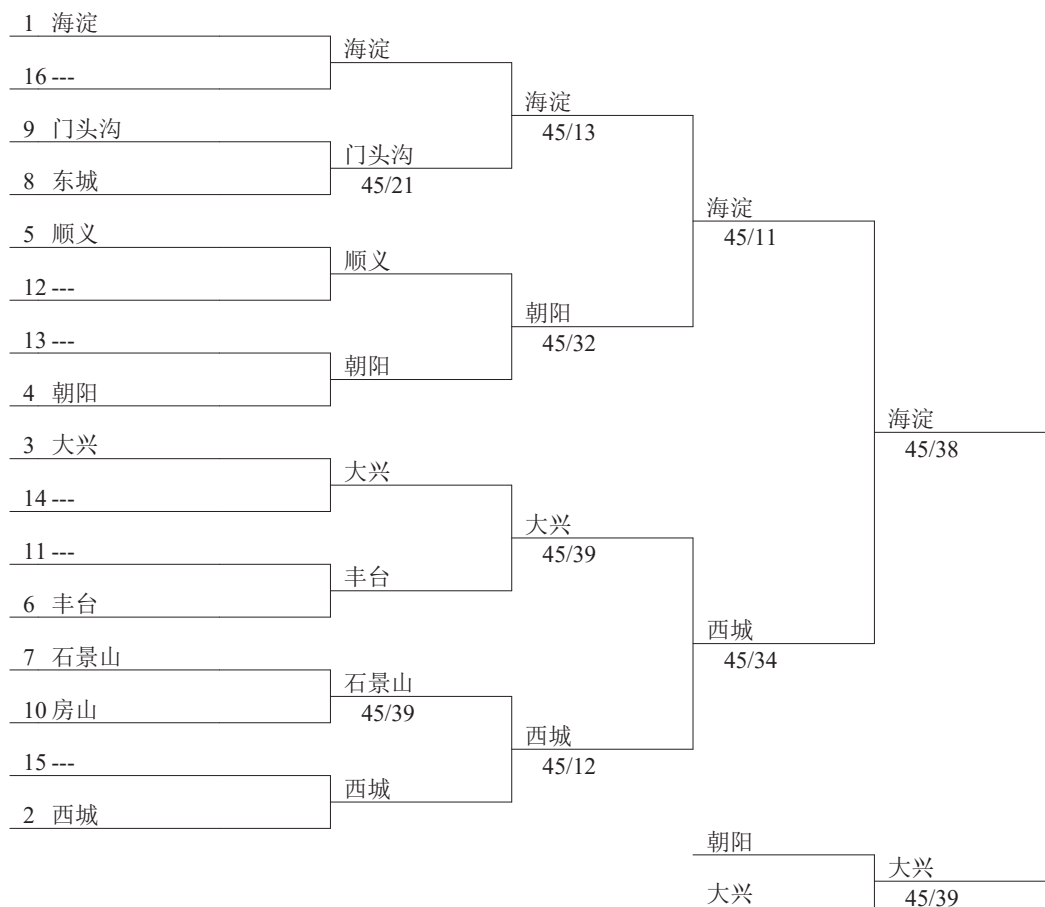 1 海淀
海淀
16 ---
海淀
45/13
9 门头沟
门头沟
45/21
8 东城
海淀
45/11
5 顺义
顺义
12 ---
朝阳
45/32
13 ---
朝阳
4 朝阳
海淀
45/38
3 大兴
大兴
14 ---
大兴
45/39
11 ---
丰台
6 丰台
西城
45/34
7 石景山
石景山
45/39
10 房山
西城
45/12
15 ---
西城
2 西城
朝阳
大兴
45/39
大兴